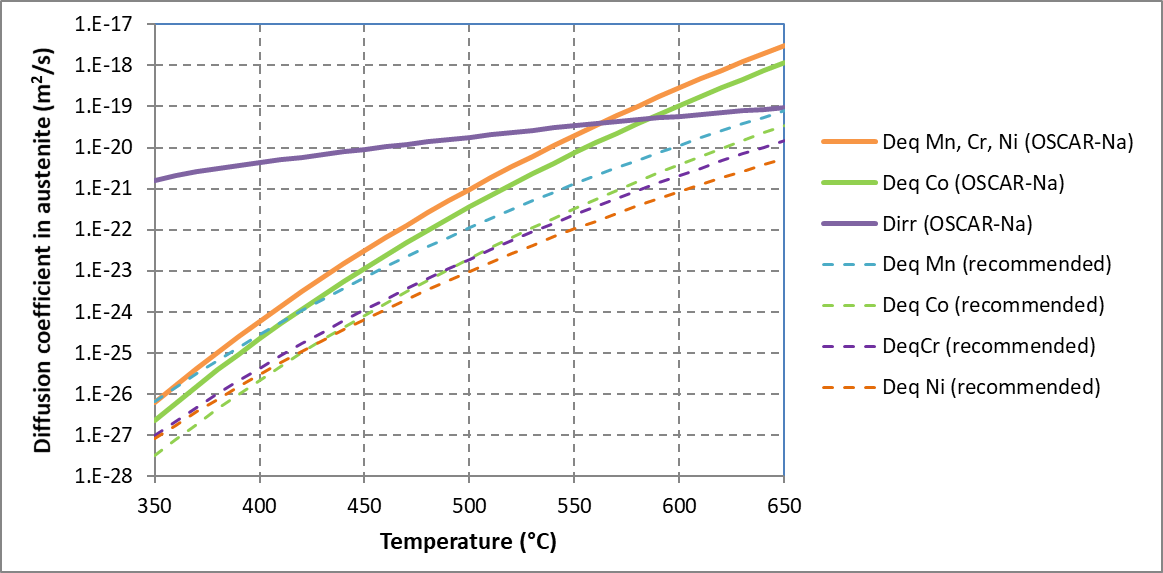 Diffusion coefficient in austenite (m²/s)
1.E-17
1.E-18
1.E-19
1.E-20
1.E-21
1.E-22
1.E-23
1.E-24
1.E-25
1.E-26
1.E-27
1.E-28
350 400 450 500 550 600 650
Temperature (°C)
Deq Mn, Cr, Ni (OSCAR-Na)
Deq Co (OSCAR-Na)
Dirr (OSCAR-Na)
Deq Mn (recommended)
Deq Co (recommended)
DeqCr (recommended)
Deq Ni (recommended)